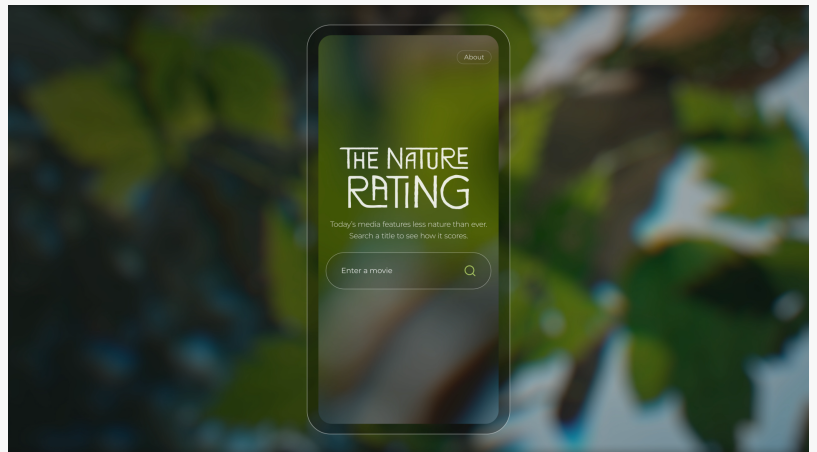 About
THE NATURE
RATING
Today's media features less nature than ever.
Search a title to see how it scores.
Enter a movie